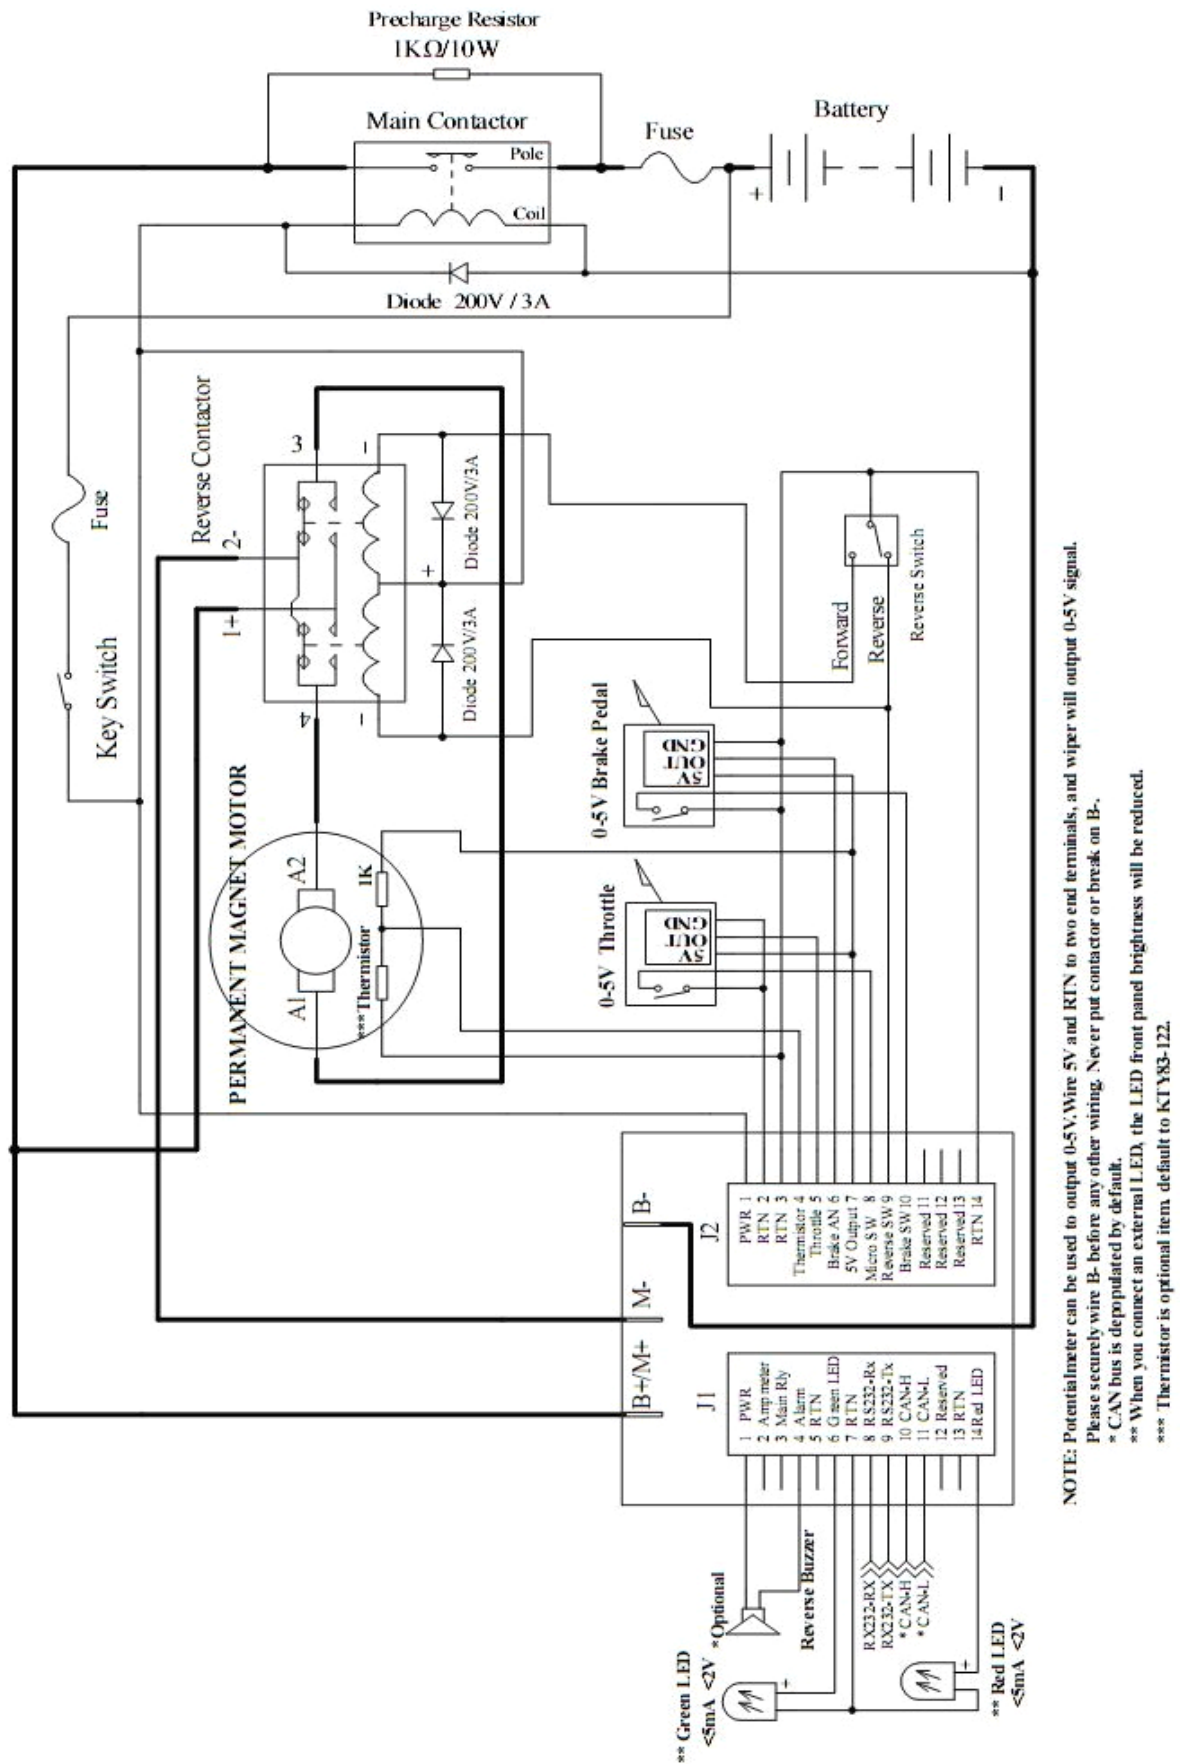 Precharge Resistor
1KΩ/10W
Main Contactor
Pole
Coil
Fuse
Battery
+
-
Diode 200V / 3A
Reverse Contactor
3
2-
1+
4
-
+
-
Diode 200V/3A
Diode 200V/3A
Fuse
Key Switch
PERMANENT MAGNET MOTOR
A2
A1
1K
***Thermistor
0-5V Brake Pedal
5V
OUT
GND
0-5V Throttle
5V
OUT
GND
Forward
Reverse
Reverse Switch
B-
M-
B+/M+
J2
PWR 1
RTN 2
RTN 3
Thermistor 4
Throttle 5
Brake AN 6
5V Output 7
Micro SW 8
Reverse SW 9
Brake SW 10
Reserved 11
Reserved 12
Reserved 13
RTN 14
J1
1 PWR
2 Amp meter
3 Main Rly
4 Alarm
5 RTN
6 Green LED
7 RTN
8 RS232-Rx
9 RS232-Tx
10 CAN-H
11 CAN-L
12 Reserved
13 RTN
14 Red LED
*Optional
Reverse Buzzer
RX232-RX
RX232-TX
* CAN-H
* CAN-L
** Green LED
<5mA <2V
+
** Red LED
<5mA <2V
+
NOTE: Potentialmeter can be used to output 0-5V. Wire 5V and RTN to two end terminals, and wiper will output 0-5V signal.
Please securely wire B- before any other wiring. Never put contactor or break on B-.
* CAN bus is depopulated by default.
** When you connect an external LED, the LED front panel brightness will be reduced.
*** Thermistor is optional item, default to KTY83-122.